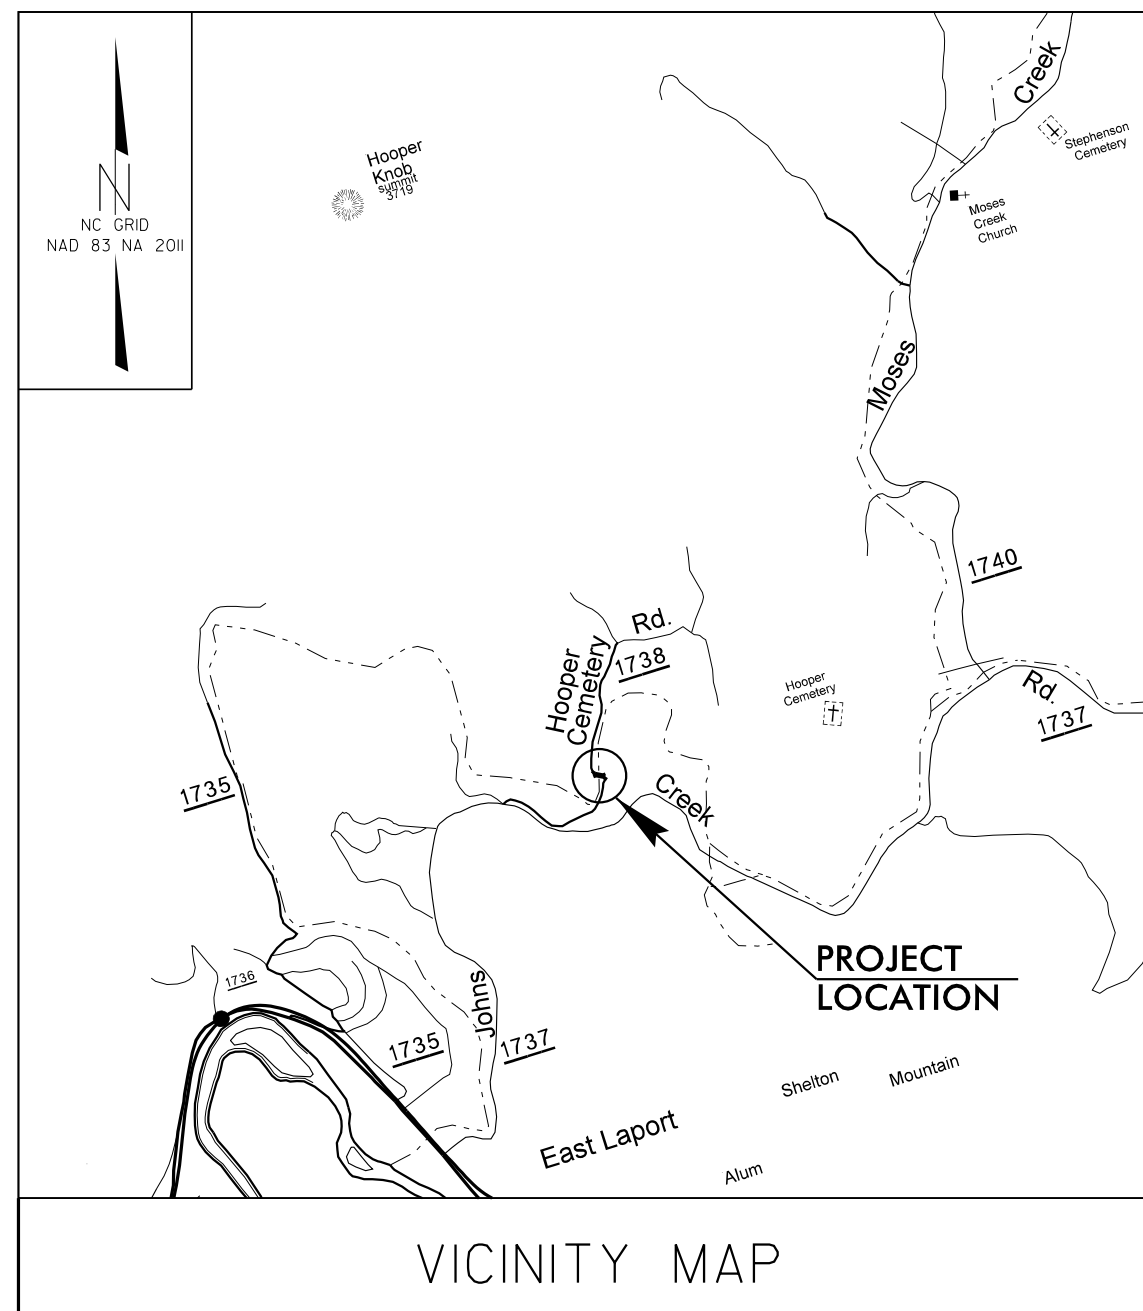 NC GRID
NAD 83 NA 2011
N
Hooper
Knob
summit
3719
Creek
Stephenson
Cemetery
Moses
Creek
Church
Moses
1740
Rd.
1738
Hooper
Cemetery
Hooper
Cemetery
Rd.
1737
1735
Creek
PROJECT
LOCATION
1736
Johns
1735
1737
Shelton
Mountain
East Laport
Alum
VICINITY MAP